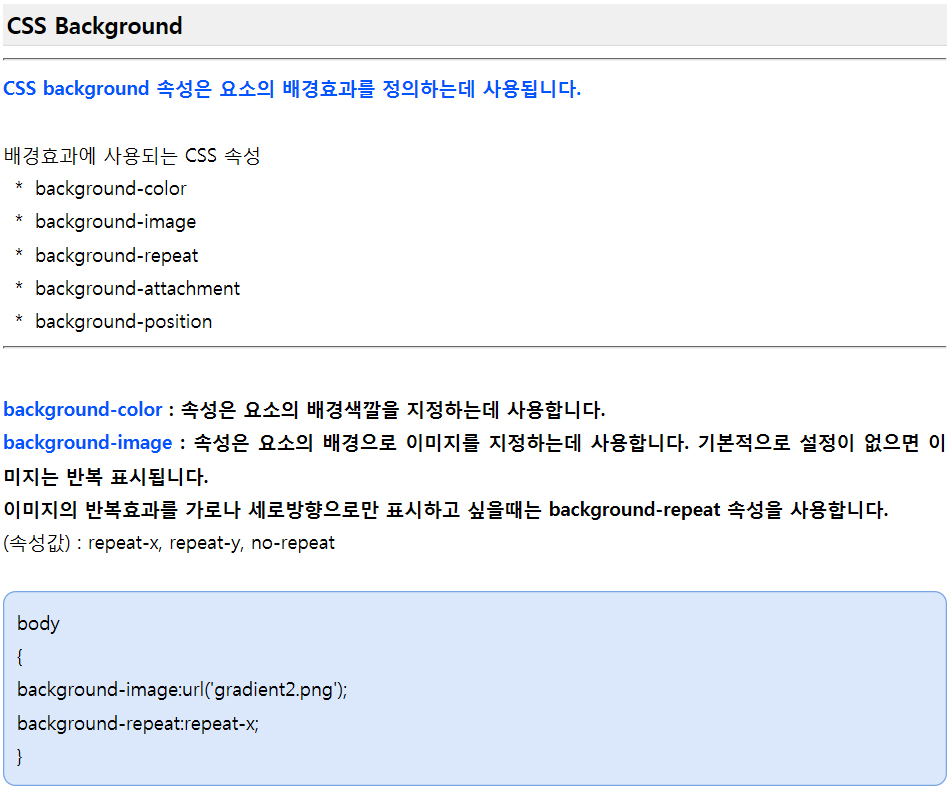 CSS Background
CSS background 속성은 요소의 배경효과를 정의하는데 사용됩니다.
배경효과에 사용되는 CSS 속성
* background-color
* background-image
* background-repeat
* background-attachment
* background-position
background-color : 속성은 요소의 배경색깔을 지정하는데 사용합니다.
background-image : 속성은 요소의 배경으로 이미지를 지정하는데 사용합니다. 기본적으로 설정이 없으면 이
미지는 반복 표시됩니다.
이미지의 반복효과를 가로나 세로방향으로만 표시하고 싶을때는 background-repeat 속성을 사용합니다.
(속성값) : repeat-x, repeat-y, no-repeat
body
{
background-image:url('gradient2.png');
background-repeat:repeat-x;
}